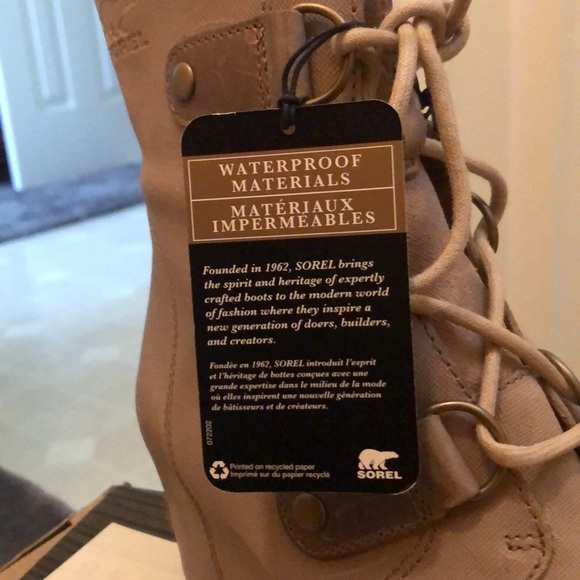 SOREL
WATERPROOF
MATERIALS
MATÉRIAUX
IMPERMÉABLES
Founded in 1962, SOREL brings
the spirit and heritage of expertly
crafted boots to the modern world
of fashion where they inspire a
new generation of doers, builders,
and creators.
Fondée en 1962, SOREL introduit l'esprit
et l'héritage de bottes conçues avec une
grande expertise dans le milieu de la mode
où elles inspirent une nouvelle génération
de bâtisseurs et de créateurs.
072202
Printed on recycled paper
Imprimé sur du papier recyclé
SOREL